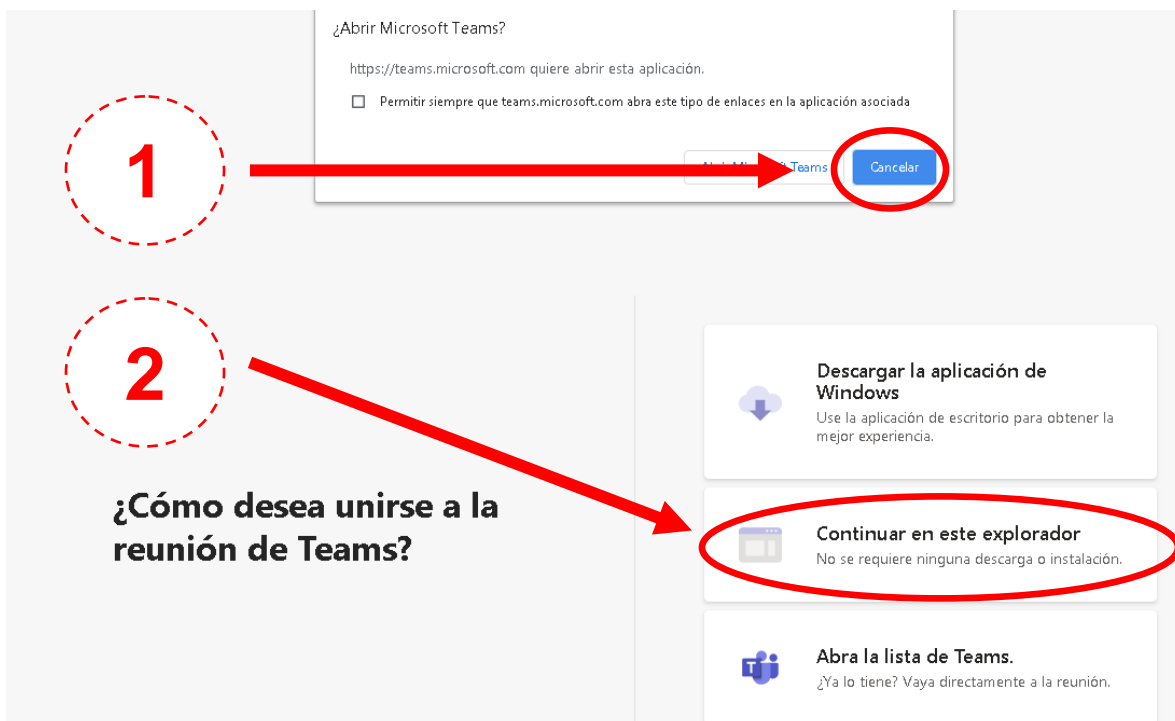 ¿Abrir Microsoft Teams?
https://teams.microsoft.com quiere abrir esta aplicación.
Permitir siempre que teams.microsoft.com abra este tipo de enlaces en la aplicación asociada
1
Teams
Cancelar
2
Descargar la aplicación de
Windows
Use la aplicación de escritorio para obtener la
mejor experiencia.
¿Cómo desea unirse a la
reunión de Teams?
Continuar en este explorador
No se requiere ninguna descarga o instalación.
Abra la lista de Teams.
¿Ya lo tiene? Vaya directamente a la reunión.